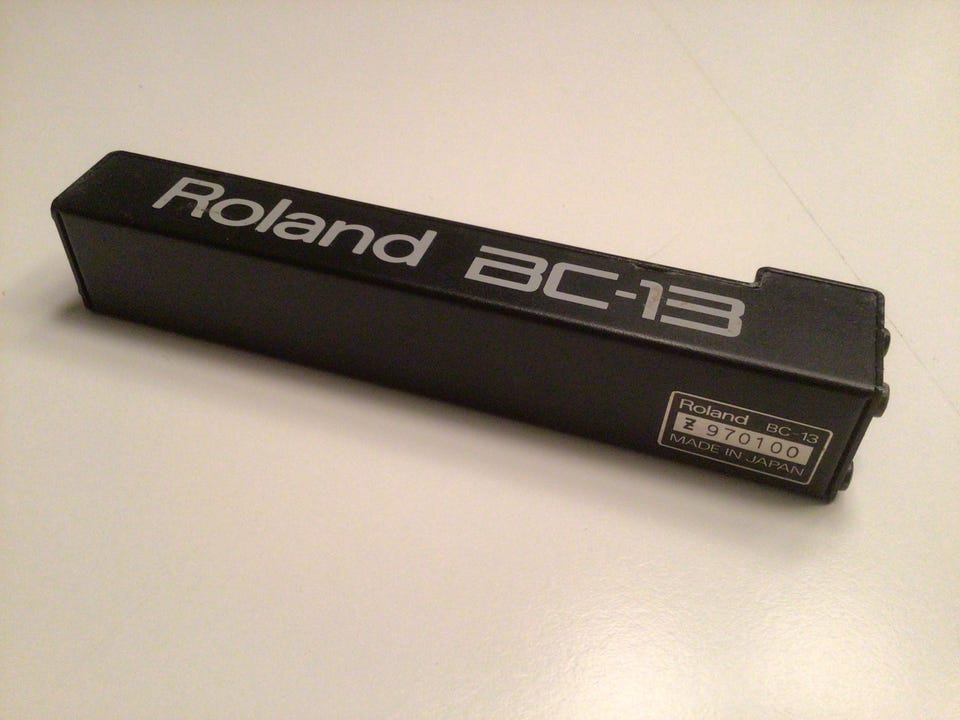 Roland BC-13
Roland BC-13
Z 970100
MADE IN JAPAN